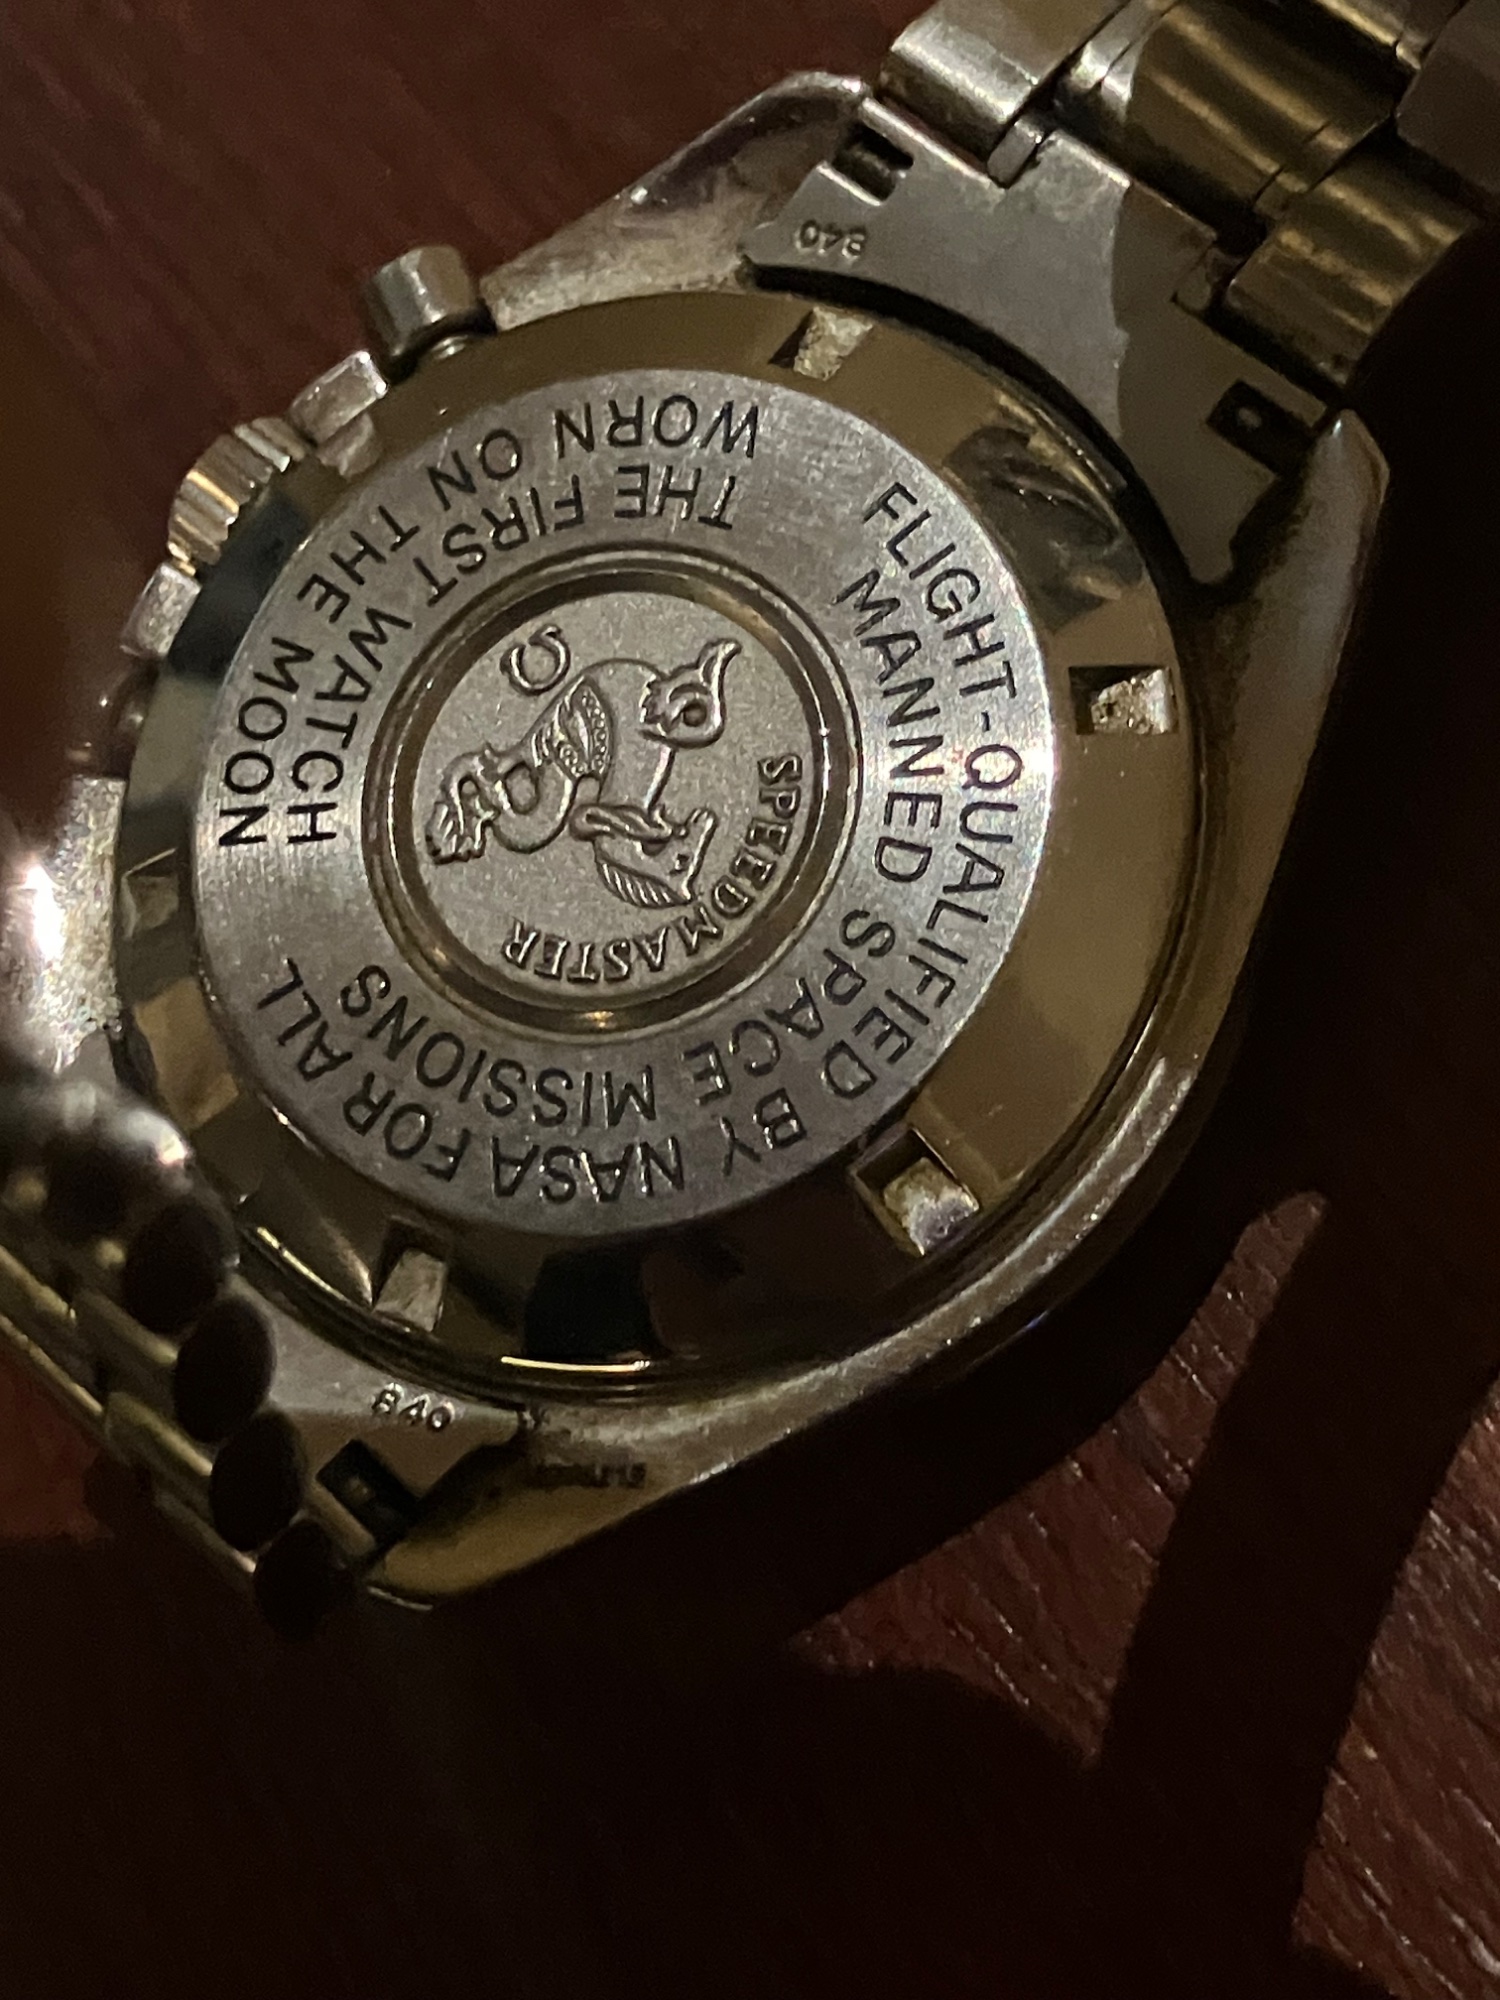 FLIGHT-QUALIFIED BY NASA FOR ALL
MANNED SPACE MISSIONS
THE FIRST WATCH
WORN ON THE MOON
Ω
SPEEDMASTER
840
840